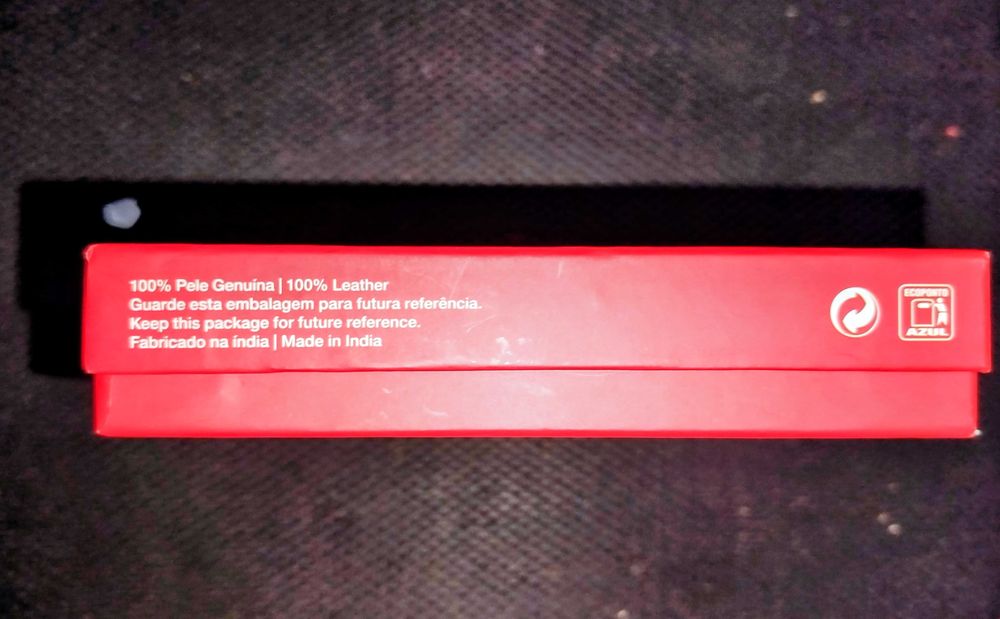 100% Pele Genuína | 100% Leather
Guarde esta embalagem para futura referência.
Keep this package for future reference.
Fabricado na índia | Made in India
ECOPONTO
AZUL